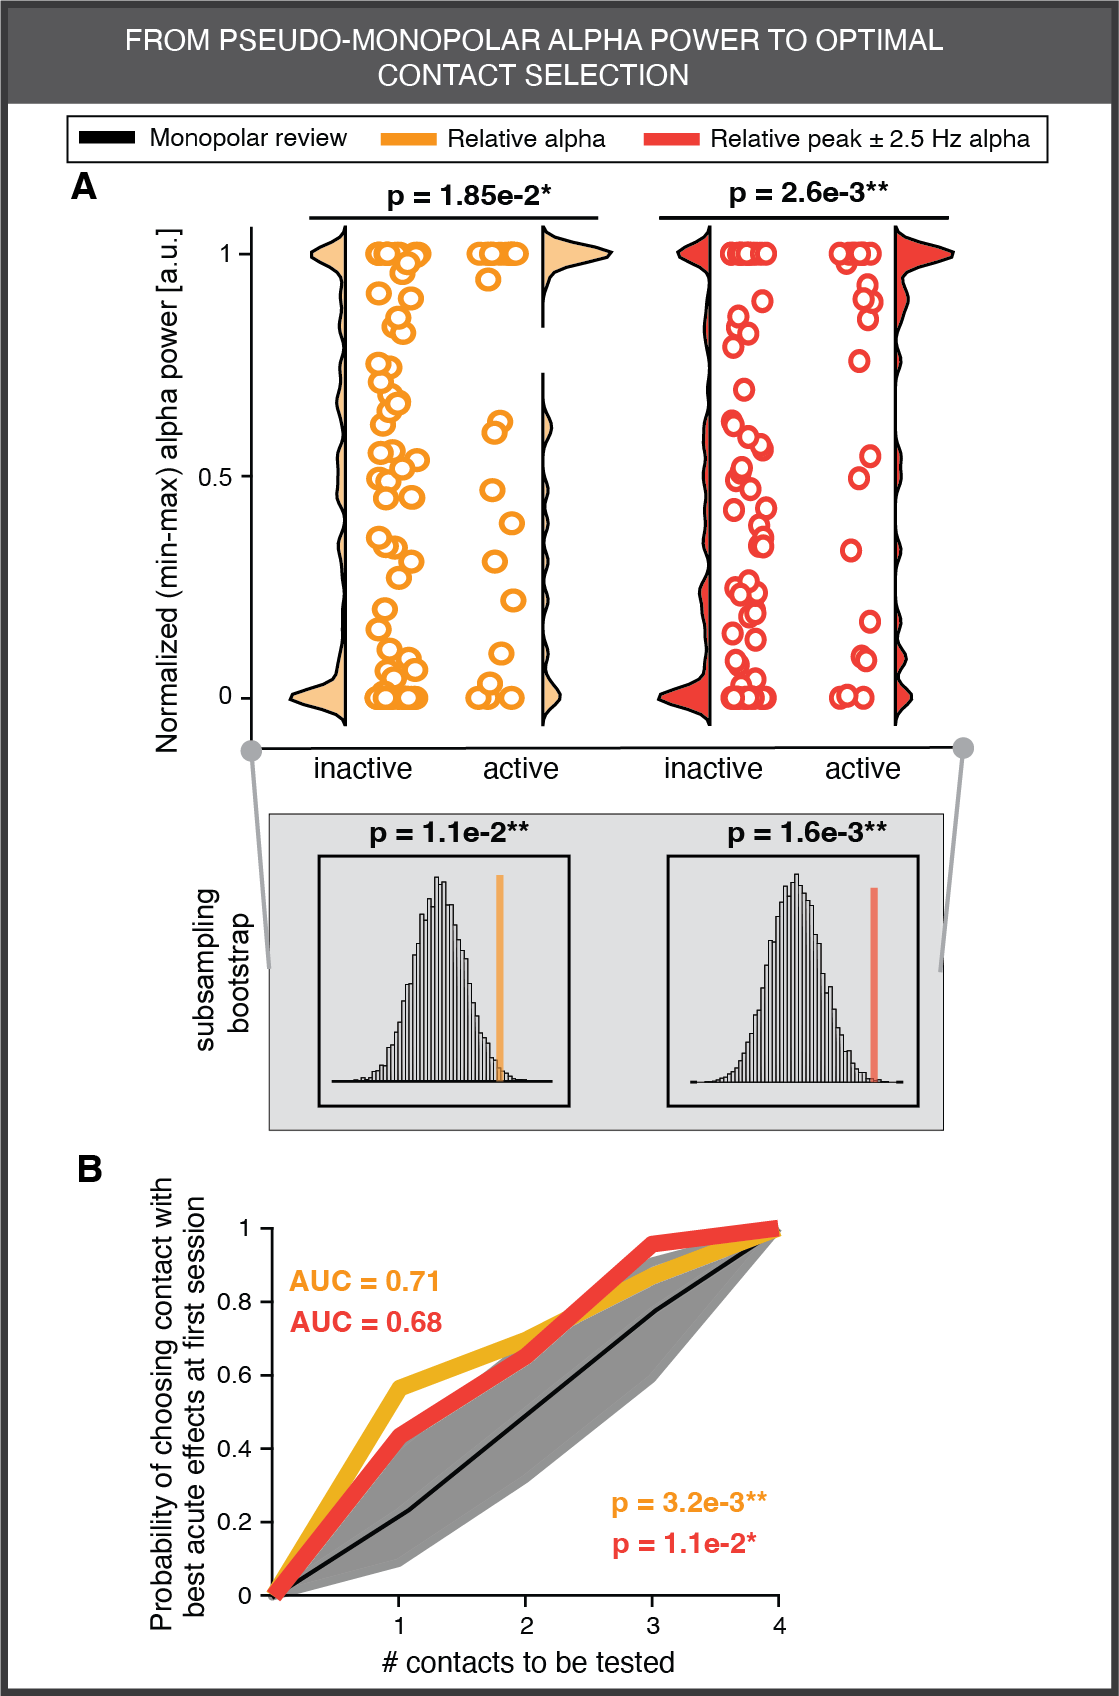 FROM PSEUDO-MONOPOLAR ALPHA POWER TO OPTIMAL
CONTACT SELECTION
Monopolar review
Relative alpha
Relative peak ± 2.5 Hz alpha
A
p = 1.85e-2*
p = 2.6e-3**
Normalized (min-max) alpha power [a.u.]
1
0.5
0
inactive
active
inactive
active
p = 1.1e-2**
p = 1.6e-3**
subsampling
bootstrap
B
Probability of choosing contact with
best acute effects at first session
1
0.8
0.6
0.4
0.2
0
AUC = 0.71
AUC = 0.68
p = 3.2e-3**
p = 1.1e-2*
1
2
3
4
# contacts to be tested